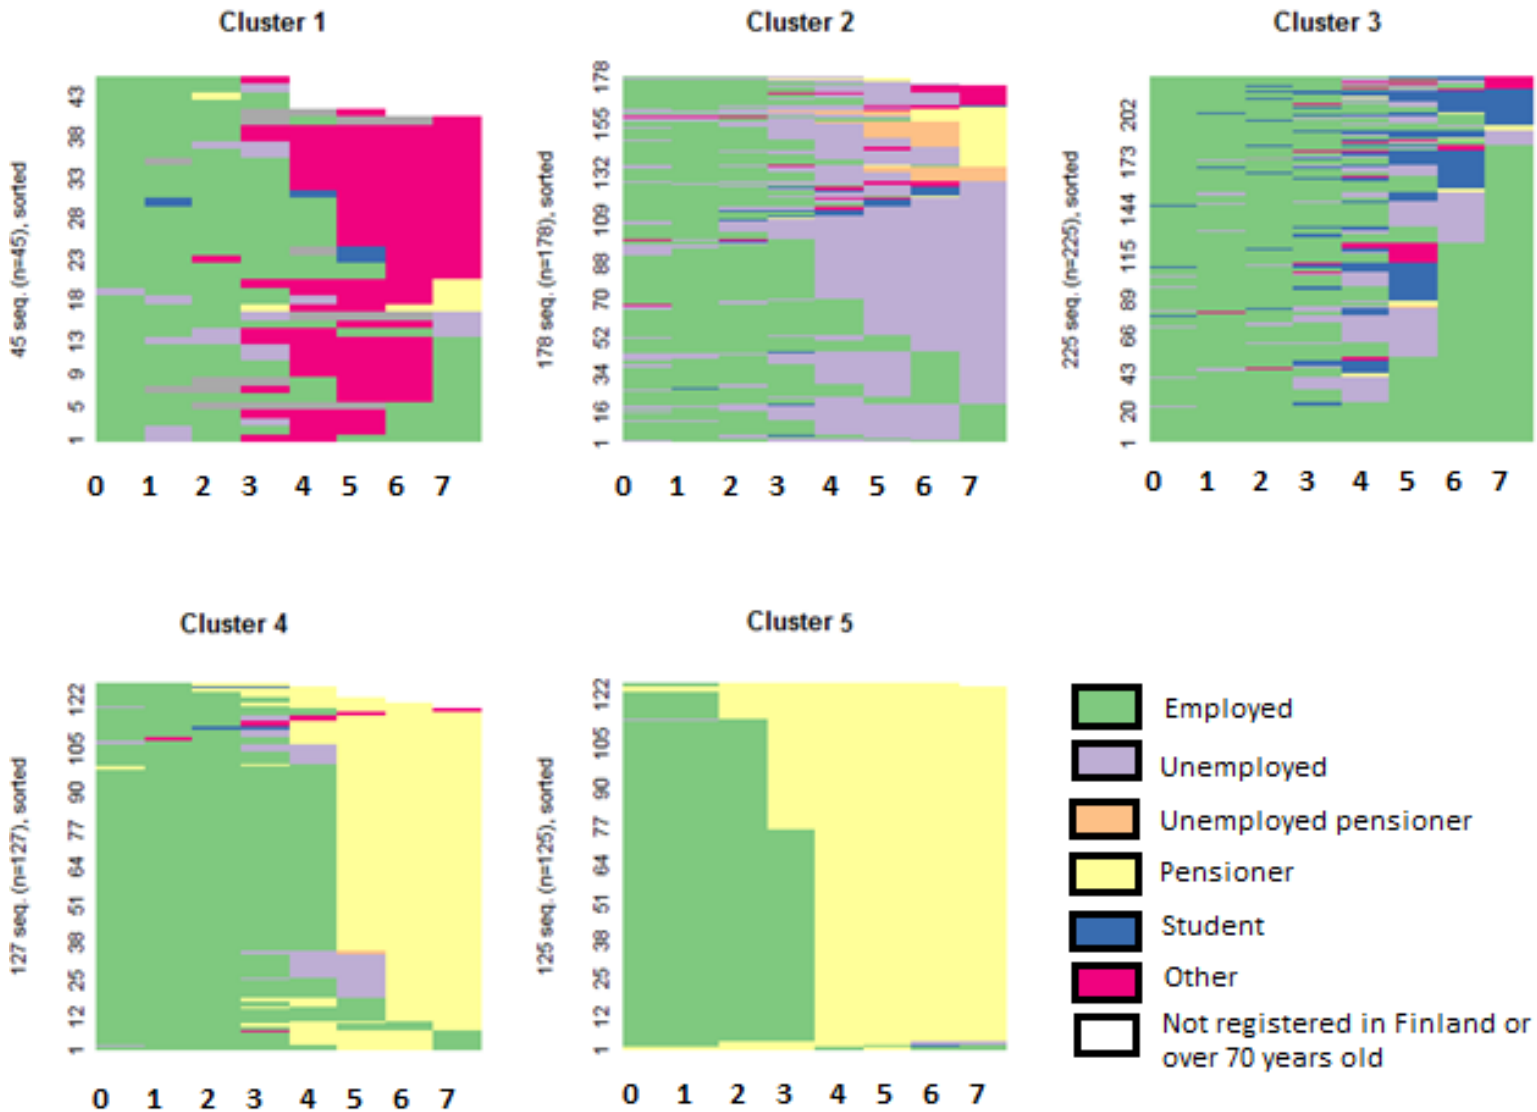 Cluster 1
Cluster 2
Cluster 3
45 seq. (n=45), sorted
43
38
33
28
23
18
13
9
5
1
0 1 2 3 4 5 6 7
178 seq. (n=178), sorted
178
155
132
109
88
70
52
34
16
1
0 1 2 3 4 5 6 7
225 seq. (n=225), sorted
202
173
144
115
89
66
43
20
1
0 1 2 3 4 5 6 7
Cluster 4
Cluster 5
127 seq. (n=127), sorted
122
105
90
77
64
51
38
25
12
1
0 1 2 3 4 5 6 7
125 seq. (n=125), sorted
122
105
90
77
64
51
38
25
12
1
0 1 2 3 4 5 6 7
Employed
Unemployed
Unemployed pensioner
Pensioner
Student
Other
Not registered in Finland or
over 70 years old